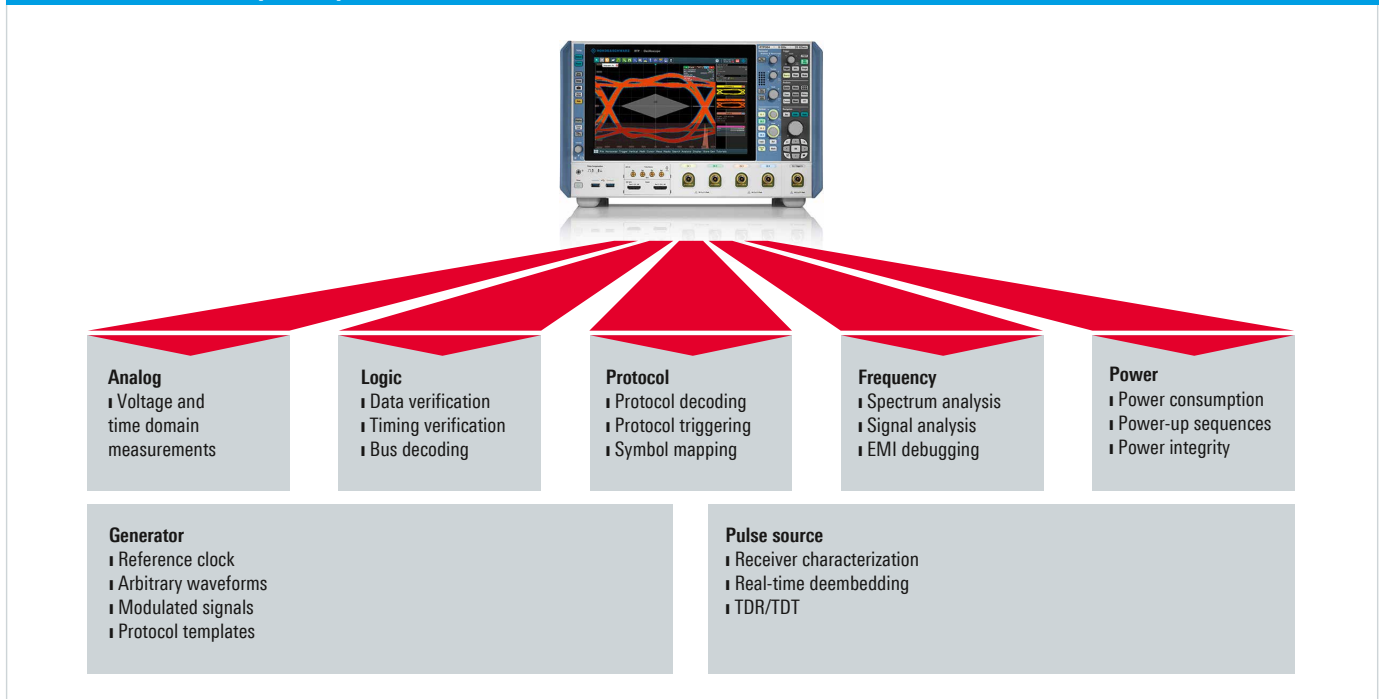 Analog
ı Voltage and
time domain
measurements
Logic
ı Data verification
ı Timing verification
ı Bus decoding
Protocol
ı Protocol decoding
ı Protocol triggering
ı Symbol mapping
Frequency
ı Spectrum analysis
ı Signal analysis
ı EMI debugging
Power
ı Power consumption
ı Power-up sequences
ı Power integrity
Generator
ı Reference clock
ı Arbitrary waveforms
ı Modulated signals
ı Protocol templates
Pulse source
ı Receiver characterization
ı Real-time deembedding
ı TDR/TDT